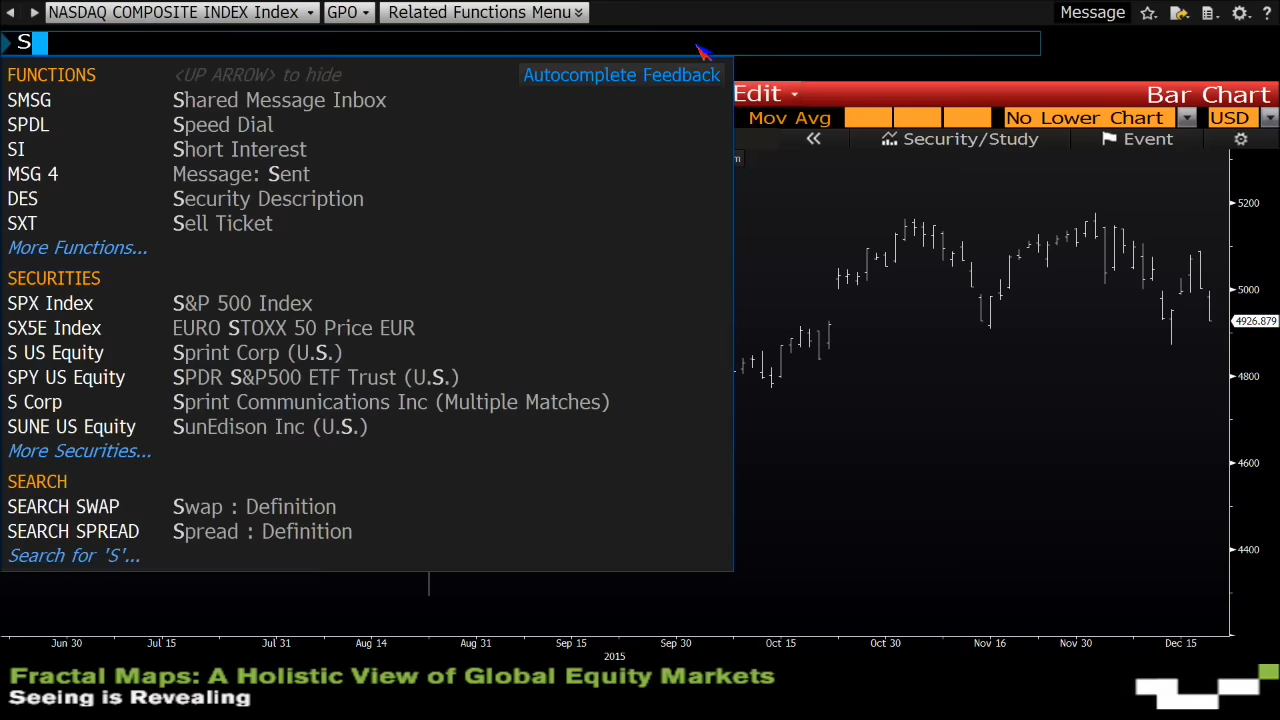 NASDAQ COMPOSITE INDEX Index
GPO
Related Functions Menu
Message
?
S
FUNCTIONS <UP ARROW> to hide Autocomplete Feedback
SMSG Shared Message Inbox
SPDL Speed Dial
SI Short Interest
MSG 4 Message: Sent
DES Security Description
SXT Sell Ticket
More Functions...
SECURITIES
SPX Index S&P 500 Index
SX5E Index EURO STOXX 50 Price EUR
S US Equity Sprint Corp (U.S.)
SPY US Equity SPDR S&P500 ETF Trust (U.S.)
S Corp Sprint Communications Inc (Multiple Matches)
SUNE US Equity SunEdison Inc (U.S.)
More Securities...
SEARCH
SEARCH SWAP Swap : Definition
SEARCH SPREAD Spread : Definition
Search for 'S'...
Edit Bar Chart
Mov Avg No Lower Chart USD
Security/Study Event
m
5200
5000
4926.879
4800
4600
4400
Jun 30 Jul 15 Jul 31 Aug 14 Aug 31 Sep 15 Sep 30 Oct 15 Oct 30 Nov 16 Nov 30 Dec 15
2015
Fractal Maps: A Holistic View of Global Equity Markets
Seeing is Revealing